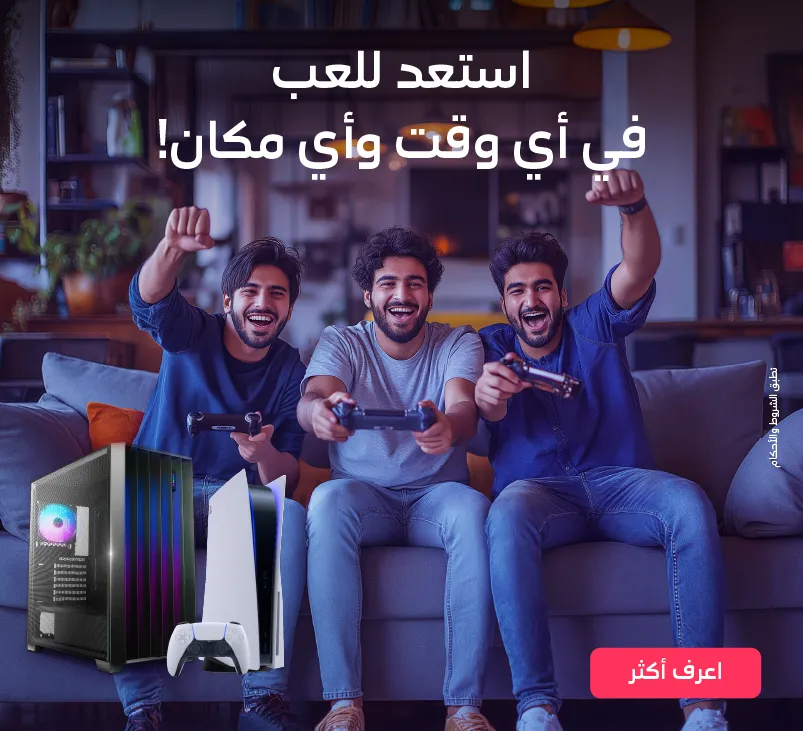 استعد للعب
في أي وقت وأي مكان!
تطبق الشروط والأحكام
اعرف أكثر